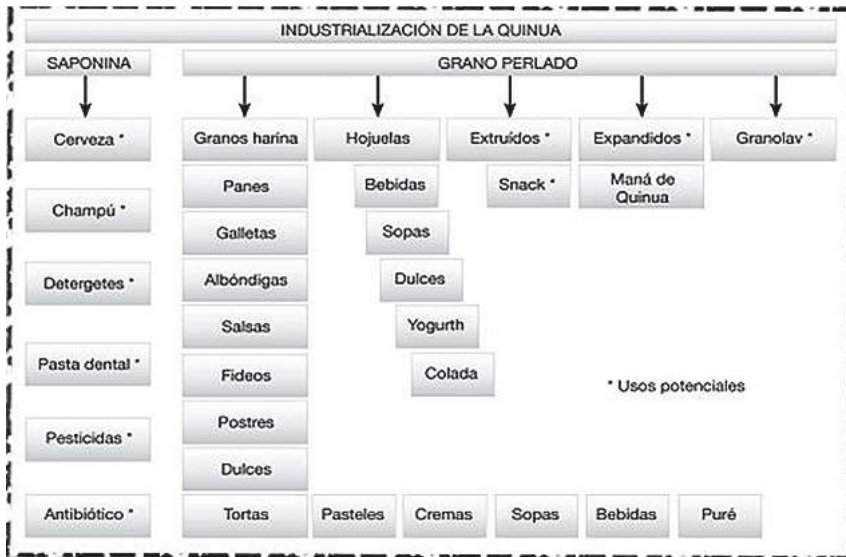 INDUSTRIALIZACIÓN DE LA QUINUA
SAPONINA
GRANO PERLADO
Cerveza *
Granos harina
Hojuelas
Extruídos *
Expandidos *
Granolav *
Panes
Bebidas
Snack *
Maná de
Quinua
Champú *
Galletas
Sopas
Detergetes *
Albóndigas
Dulces
Salsas
Yogurth
Pasta dental *
Fideos
Colada
* Usos potenciales
Postres
Pesticidas *
Dulces
Antibiótico *
Tortas
Pasteles
Cremas
Sopas
Bebidas
Puré